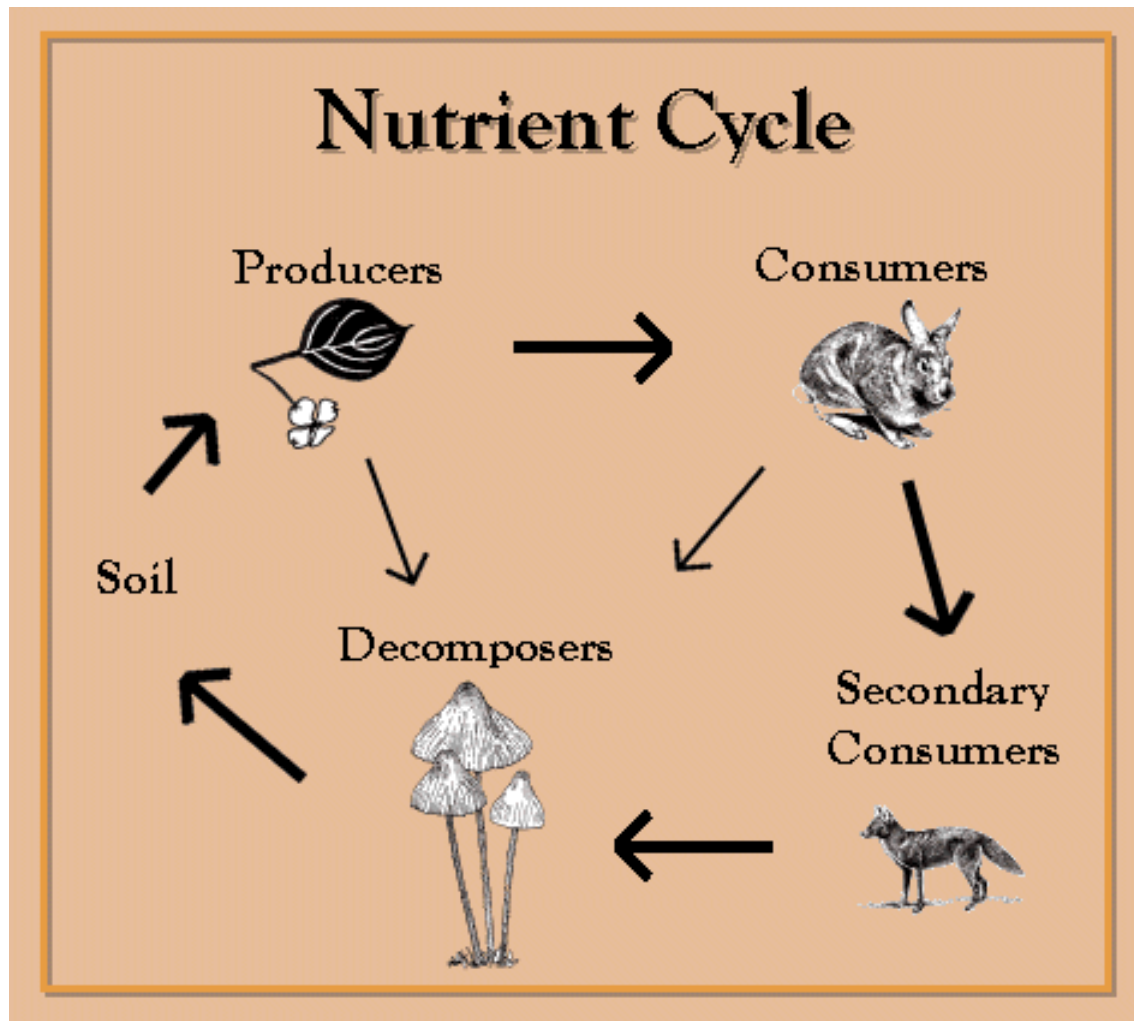 Nutrient Cycle
Producers
Consumers
Soil
Decomposers
Secondary
Consumers